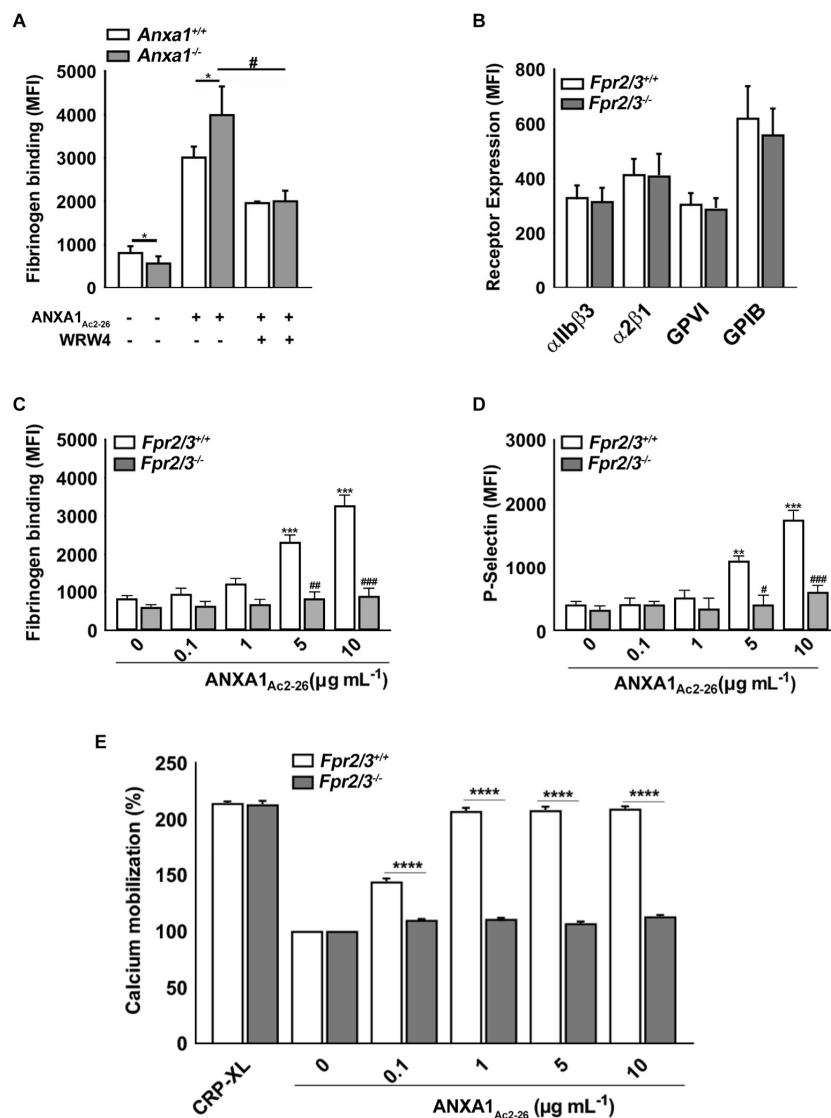 A
Anxa1+/+
Anxa1-/-
Fibrinogen binding (MFI)
5000
4000
3000
2000
1000
0
*
*
#
ANXA1Ac2-26 - - + + + +
WRW4 - - - - + +
B
Fpr2/3+/+
Fpr2/3-/-
Receptor Expression (MFI)
800
600
400
200
0
αIIbβ3
α2β1
GPVI
GPIB
C
Fpr2/3+/+
Fpr2/3-/-
Fibrinogen binding (MFI)
5000
4000
3000
2000
1000
0
***
##
***
###
0 0.1 1 5 10
ANXA1Ac2-26(µg mL-1)
D
Fpr2/3+/+
Fpr2/3-/-
P-Selectin (MFI)
3000
2000
1000
0
**
#
***
###
0 0.1 1 5 10
ANXA1Ac2-26(µg mL-1)
E
Fpr2/3+/+
Fpr2/3-/-
Calcium mobilization (%)
250
200
150
100
50
0
****
****
****
****
CRP-XL 0 0.1 1 5 10
ANXA1Ac2-26 (µg mL-1)